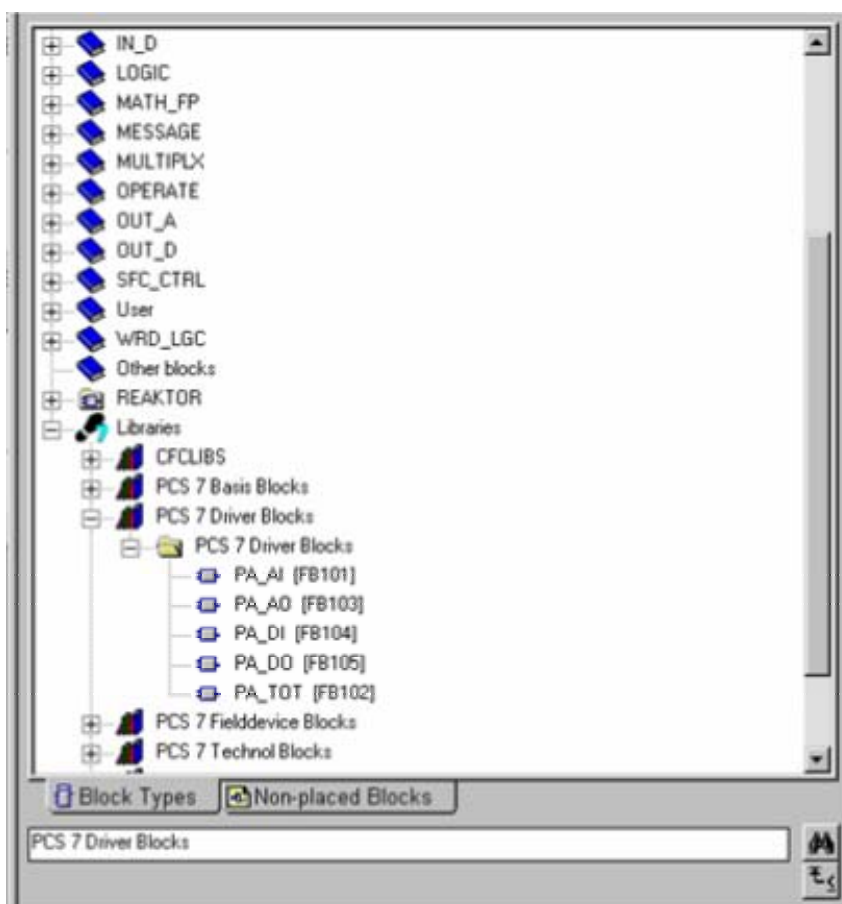 IN_D
LOGIC
MATH_FP
MESSAGE
MULTIPLX
OPERATE
OUT_A
OUT_D
SFC_CTRL
User
WRD_LGC
Other blocks
REAKTOR
Libraries
CFCLIBS
PCS 7 Basis Blocks
PCS 7 Driver Blocks
PCS 7 Driver Blocks
PA_AI [FB101]
PA_AO [FB103]
PA_DI [FB104]
PA_DO [FB105]
PA_TOT [FB102]
PCS 7 Fielddevice Blocks
PCS 7 Technol Blocks
Block Types Non-placed Blocks
PCS 7 Driver Blocks